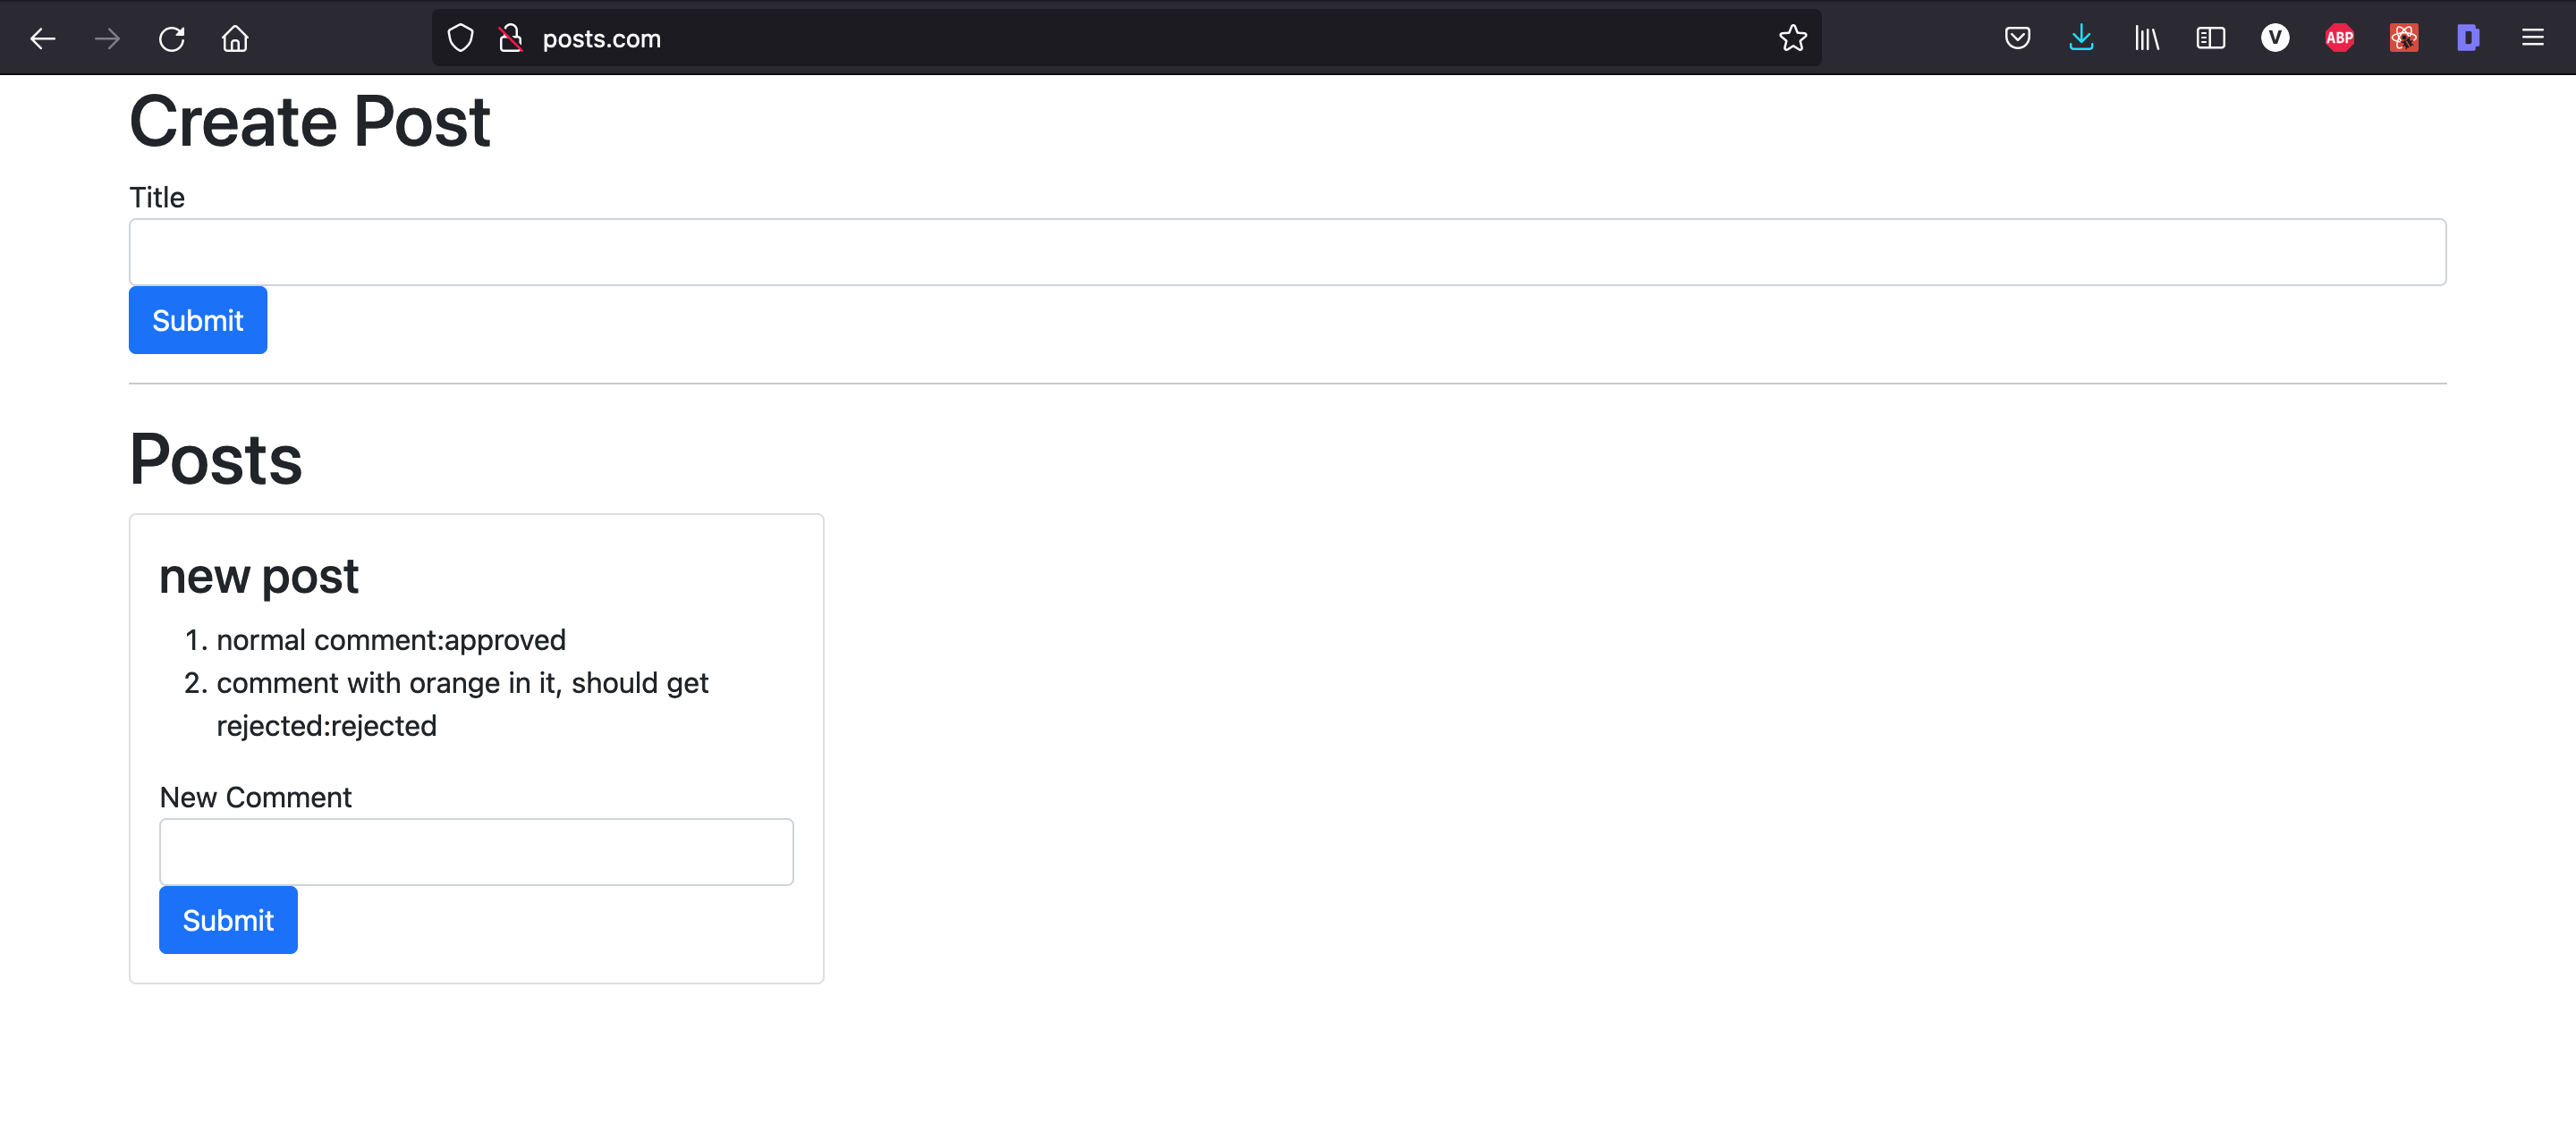 posts.com
V
ABP
D
Create Post
Title
Submit
Posts
new post
1. normal comment:approved
2. comment with orange in it, should get
rejected:rejected
New Comment
Submit